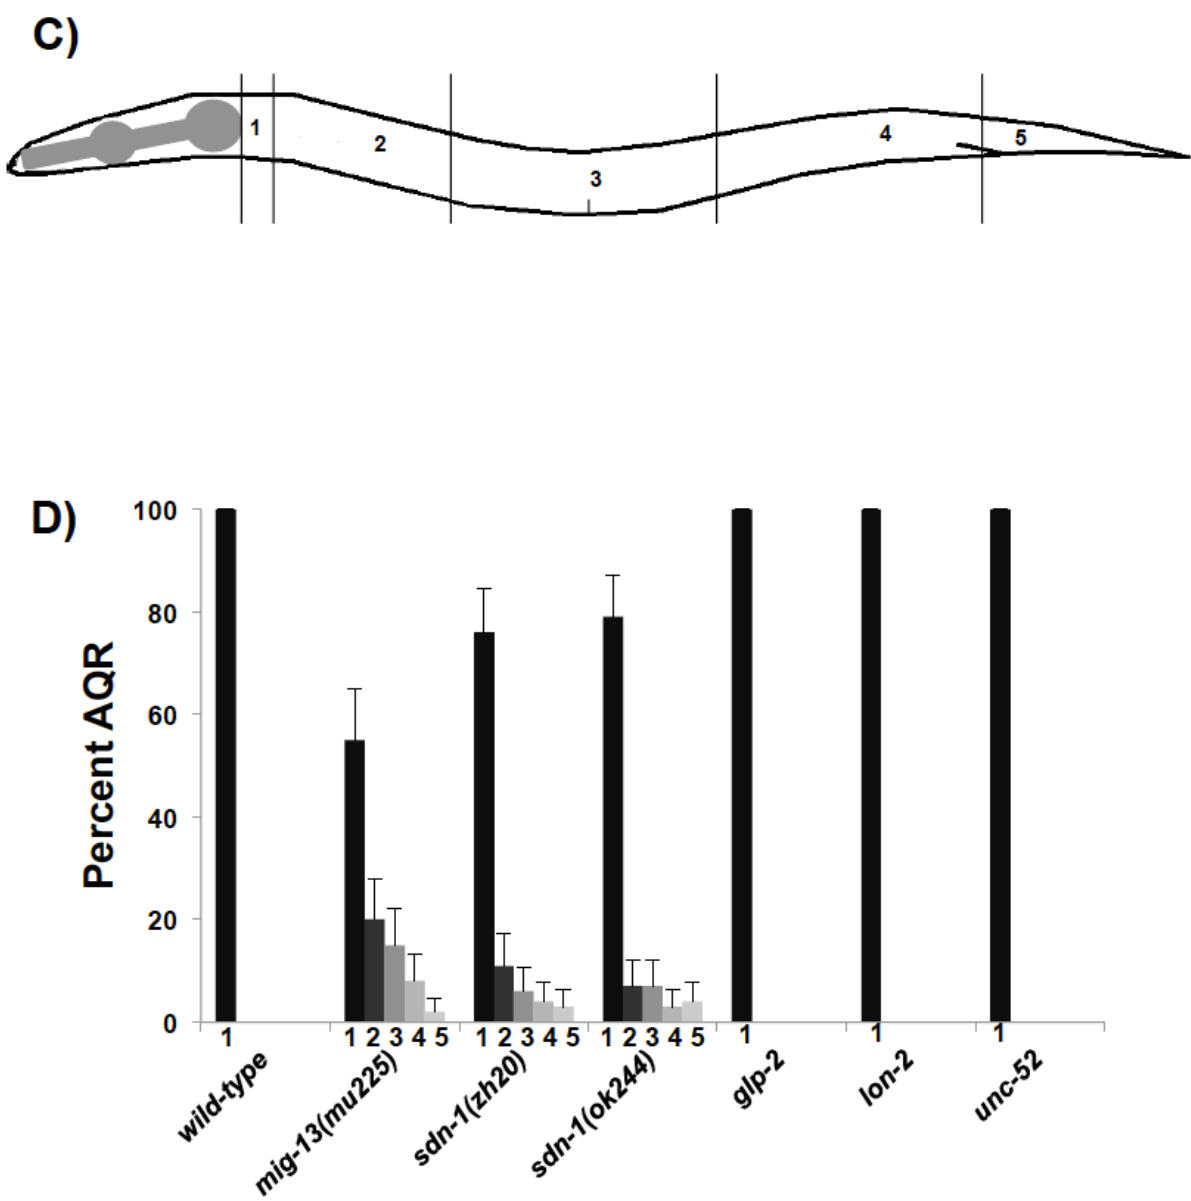 C)
1
2
3
4
5
D)
Percent AQR
100
80
60
40
20
0
1
1 2 3 4 5
1 2 3 4 5
1 2 3 4 5
1
1
1
wild-type
mig-13(mu225)
sdn-1(zh20)
sdn-1(ok244)
glp-2
lon-2
unc-52